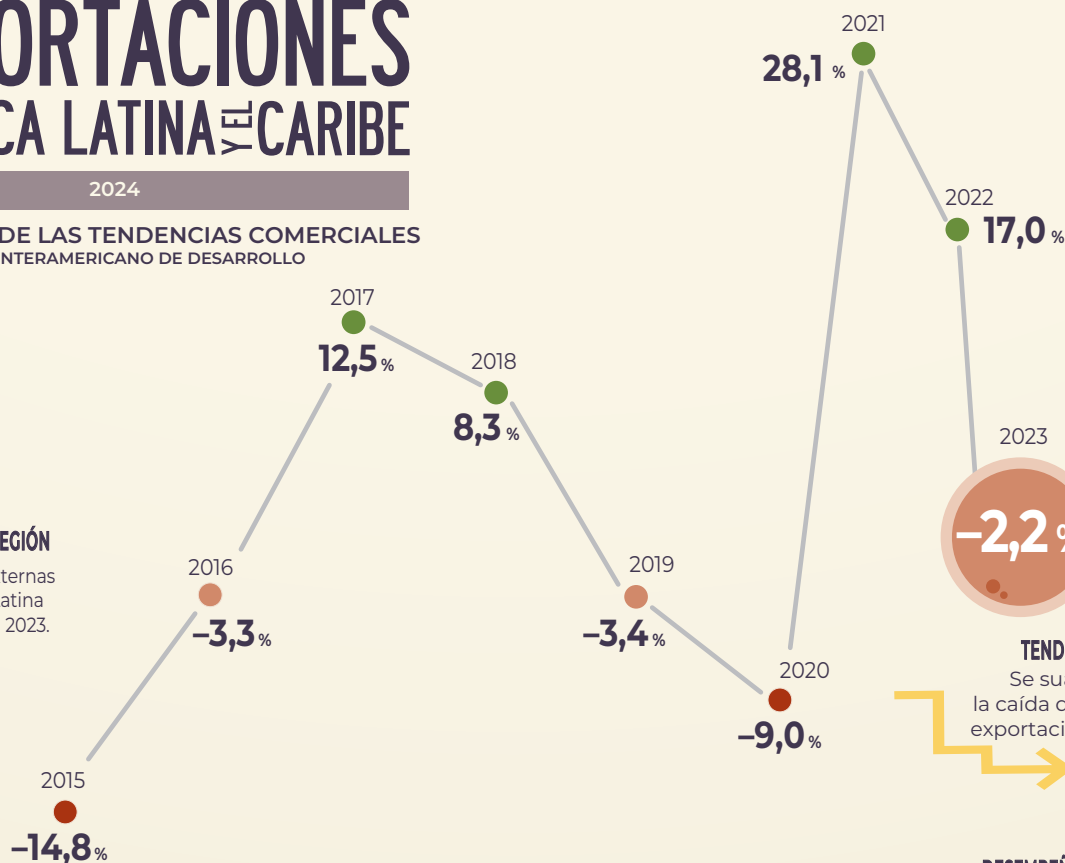 ORTACIONES
CA LATINA Y EL CARIBE
2024
DE LAS TENDENCIAS COMERCIALES
NTERAMERICANO DE DESARROLLO
2021
28,1 %
2022
17,0 %
2017
12,5 %
2018
8,3 %
2023
–2,2 %
EGIÓN
ternas
atina
2023.
2016
–3,3 %
2019
–3,4 %
2020
–9,0 %
TEND
Se sua
la caída d
exportaci
2015
–14,8 %